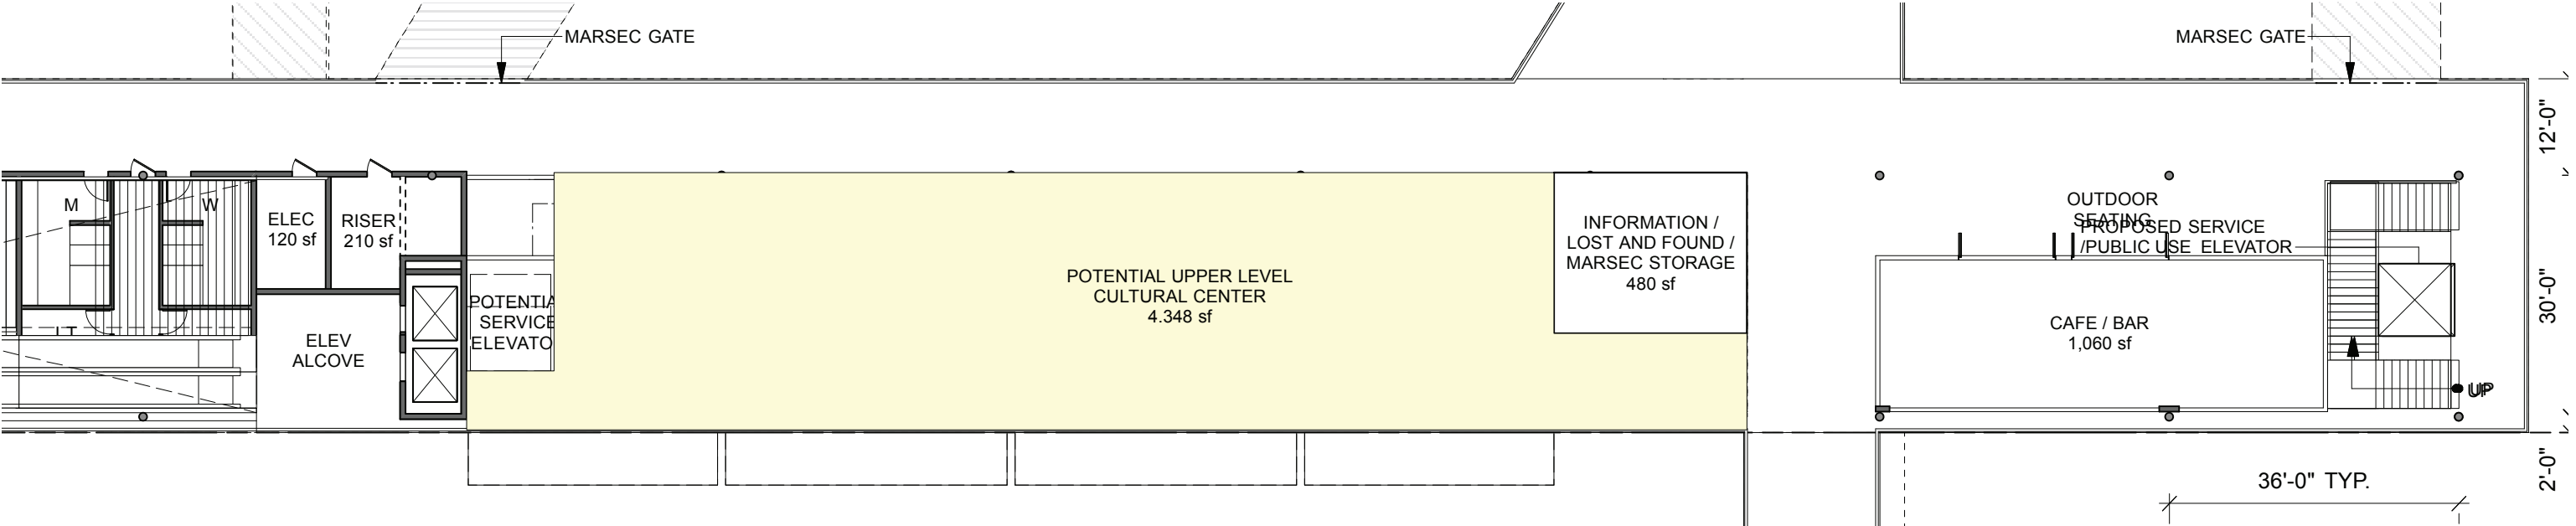 MARSEC GATE
MARSEC GATE
12'-0"
M
W
ELEC
120 sf
RISER
210 sf
INFORMATION /
LOST AND FOUND /
MARSEC STORAGE
480 sf
OUTDOOR
SEATING
PROPOSED SERVICE
/PUBLIC USE ELEVATOR
POTENTIAL UPPER LEVEL
CULTURAL CENTER
4.348 sf
POTENTIA
SERVICE
ELEVATO
ELEV
ALCOVE
CAFE / BAR
1,060 sf
30'-0"
UP
36'-0" TYP.
2'-0"